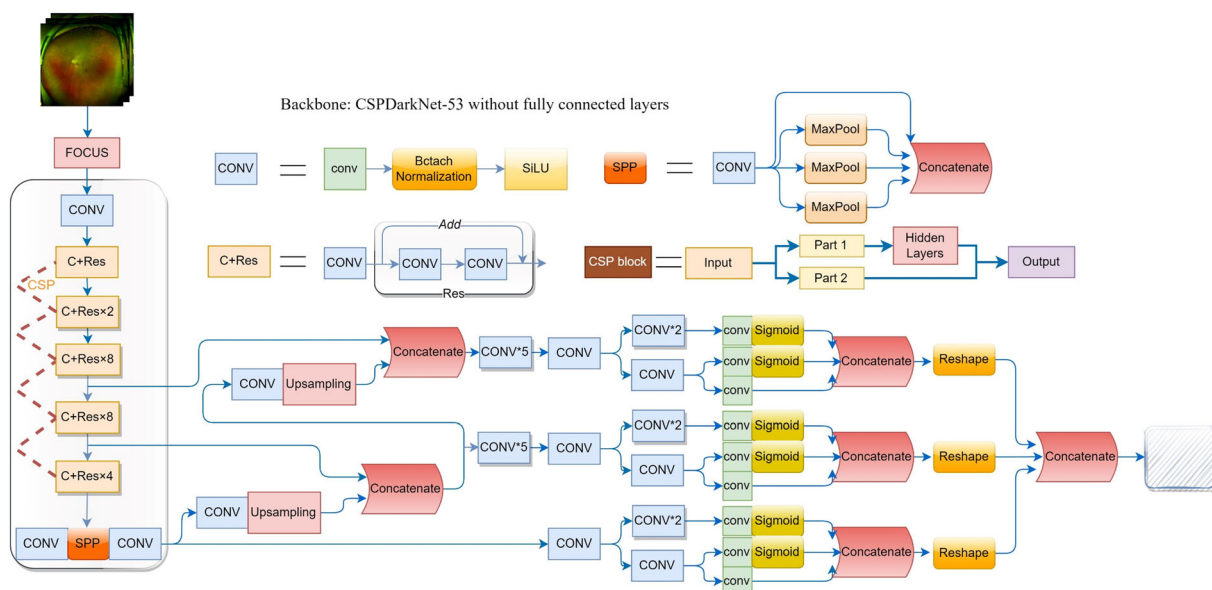 Backbone: CSPDarkNet-53 without fully connected layers
FOCUS
CONV
C+Res
CSP
C+Res×2
C+Res×8
C+Res×8
C+Res×4
CONV
SPP
CONV
CONV
conv
Bctach
Normalization
SiLU
SPP
CONV
MaxPool
MaxPool
MaxPool
Concatenate
C+Res
CONV
Add
CONV
CONV
Res
CSP block
Input
Part 1
Part 2
Hidden
Layers
Output
CONV
Upsampling
Concatenate
CONV*5
CONV
CONV*2
CONV
conv
Sigmoid
conv
Sigmoid
conv
Concatenate
Reshape
CONV
Upsampling
Concatenate
CONV*5
CONV
CONV*2
CONV
conv
Sigmoid
conv
Sigmoid
conv
Concatenate
Reshape
Concatenate
CONV
CONV*2
CONV
conv
Sigmoid
conv
Sigmoid
conv
Concatenate
Reshape